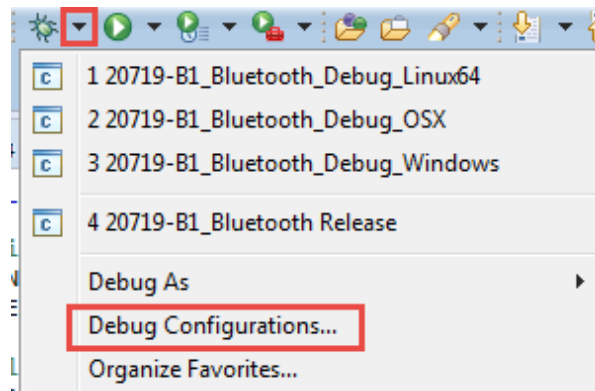 1 20719-B1_Bluetooth_Debug_Linux64
2 20719-B1_Bluetooth_Debug_OSX
3 20719-B1_Bluetooth_Debug_Windows
4 20719-B1_Bluetooth Release
Debug As
Debug Configurations...
Organize Favorites...